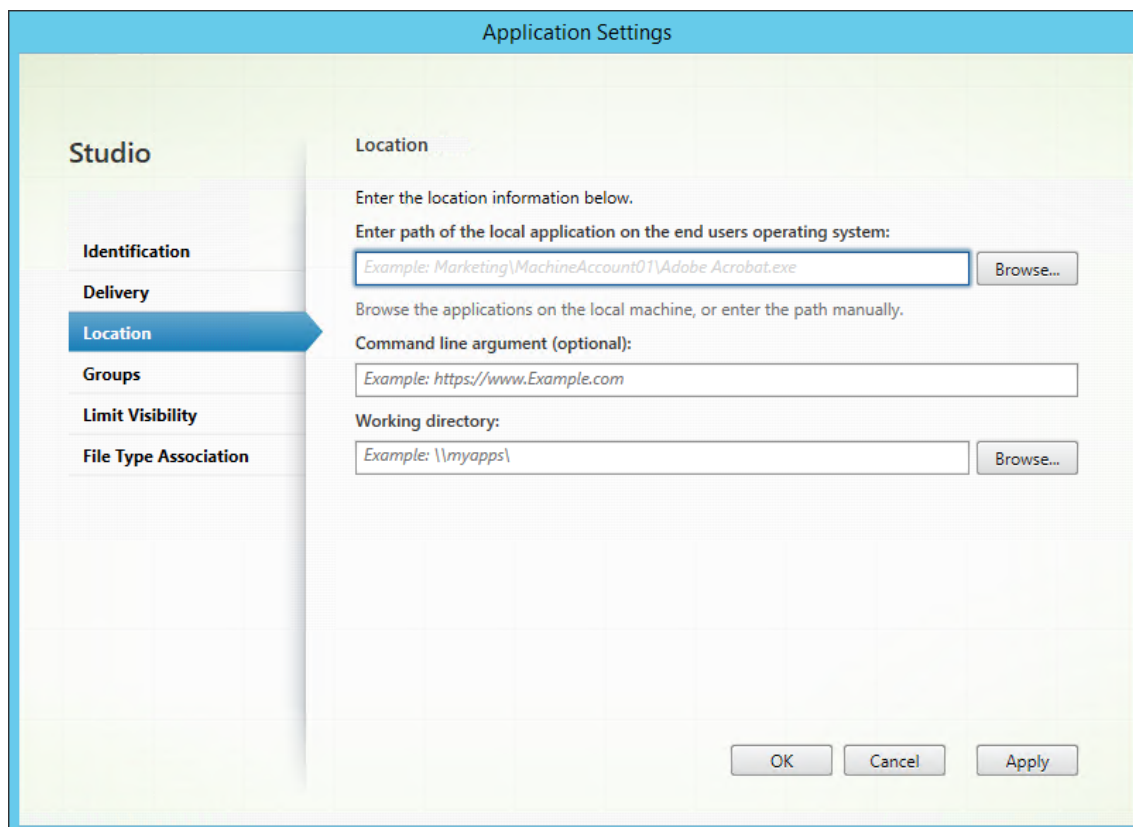 Application Settings
Studio
Identification
Delivery
Location
Groups
Limit Visibility
File Type Association
Location
Enter the location information below.
Enter path of the local application on the end users operating system:
Example: Marketing\MachineAccount01\Adobe Acrobat.exe
Browse...
Browse the applications on the local machine, or enter the path manually.
Command line argument (optional):
Example: https://www.Example.com
Working directory:
Example: \\myapps\
Browse...
OK
Cancel
Apply